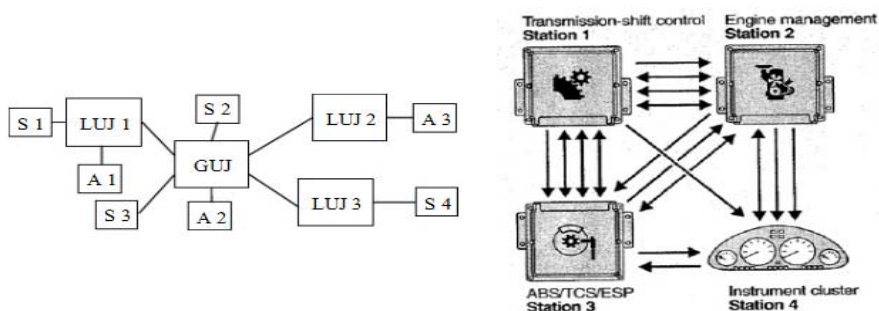 Transmission-shift control
Station 1
Engine management
Station 2
S 1
LUJ 1
S 2
LUJ 2
A 3
GUJ
A 1
S 3
A 2
LUJ 3
S 4
ABS/TCS/ESP
Station 3
Instrument cluster
Station 4